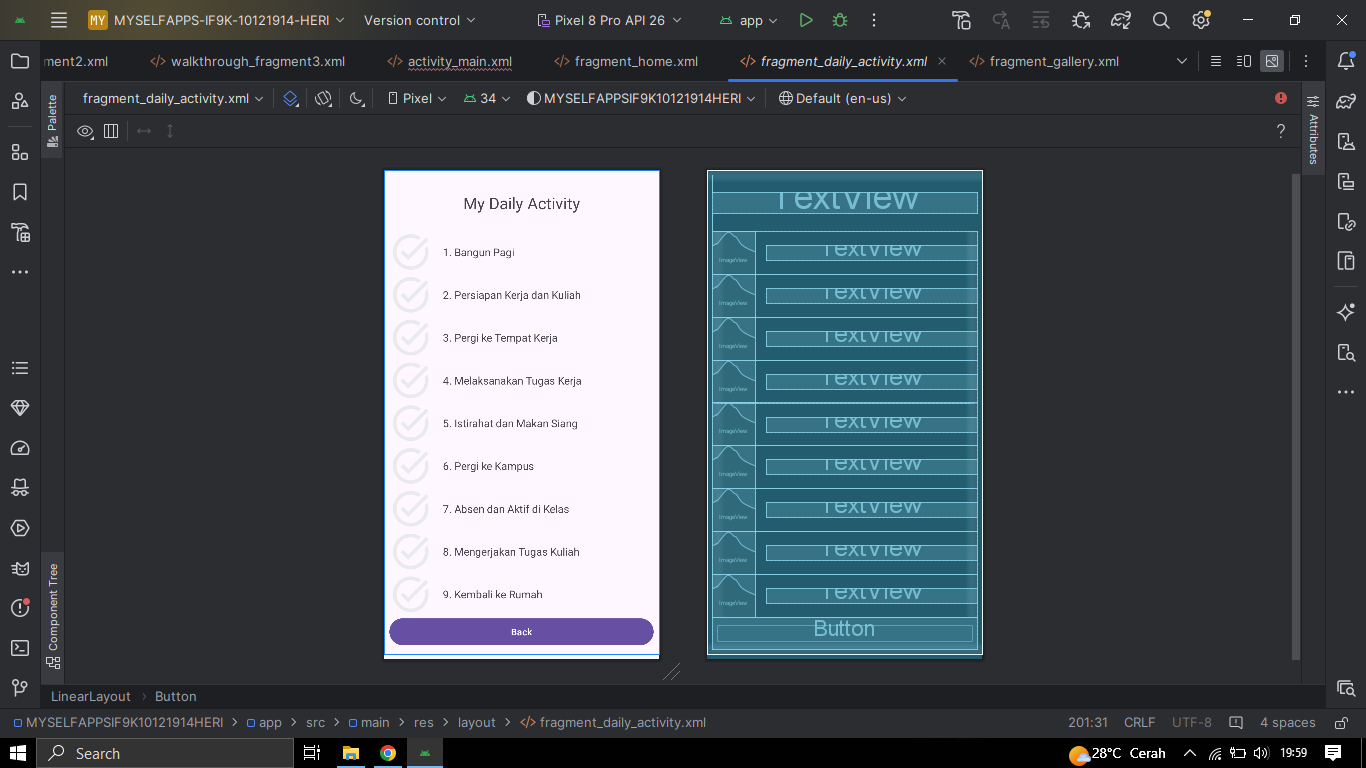 MY MYSELFAPPS-IF9K-10121914-HERI Version control Pixel 8 Pro API 26 app
ment2.xml walkthrough_fragment3.xml activity_main.xml fragment_home.xml fragment_daily_activity.xml fragment_gallery.xml
fragment_daily_activity.xml Pixel 34 MYSELFAPPSIF9K10121914HERI Default (en-us)
?
Palette
Attributes
Component Tree
My Daily Activity
1. Bangun Pagi
2. Persiapan Kerja dan Kuliah
3. Pergi ke Tempat Kerja
4. Melaksanakan Tugas Kerja
5. Istirahat dan Makan Siang
6. Pergi ke Kampus
7. Absen dan Aktif di Kelas
8. Mengerjakan Tugas Kuliah
9. Kembali ke Rumah
Back
TextView
ImageView TextView
ImageView TextView
ImageView TextView
ImageView TextView
ImageView TextView
ImageView TextView
ImageView TextView
ImageView TextView
ImageView TextView
Button
LinearLayout > Button
MYSELFAPPSIF9K10121914HERI > app > src > main > res > layout > fragment_daily_activity.xml 201:31 CRLF UTF-8 4 spaces
Search 28°C Cerah 19:59